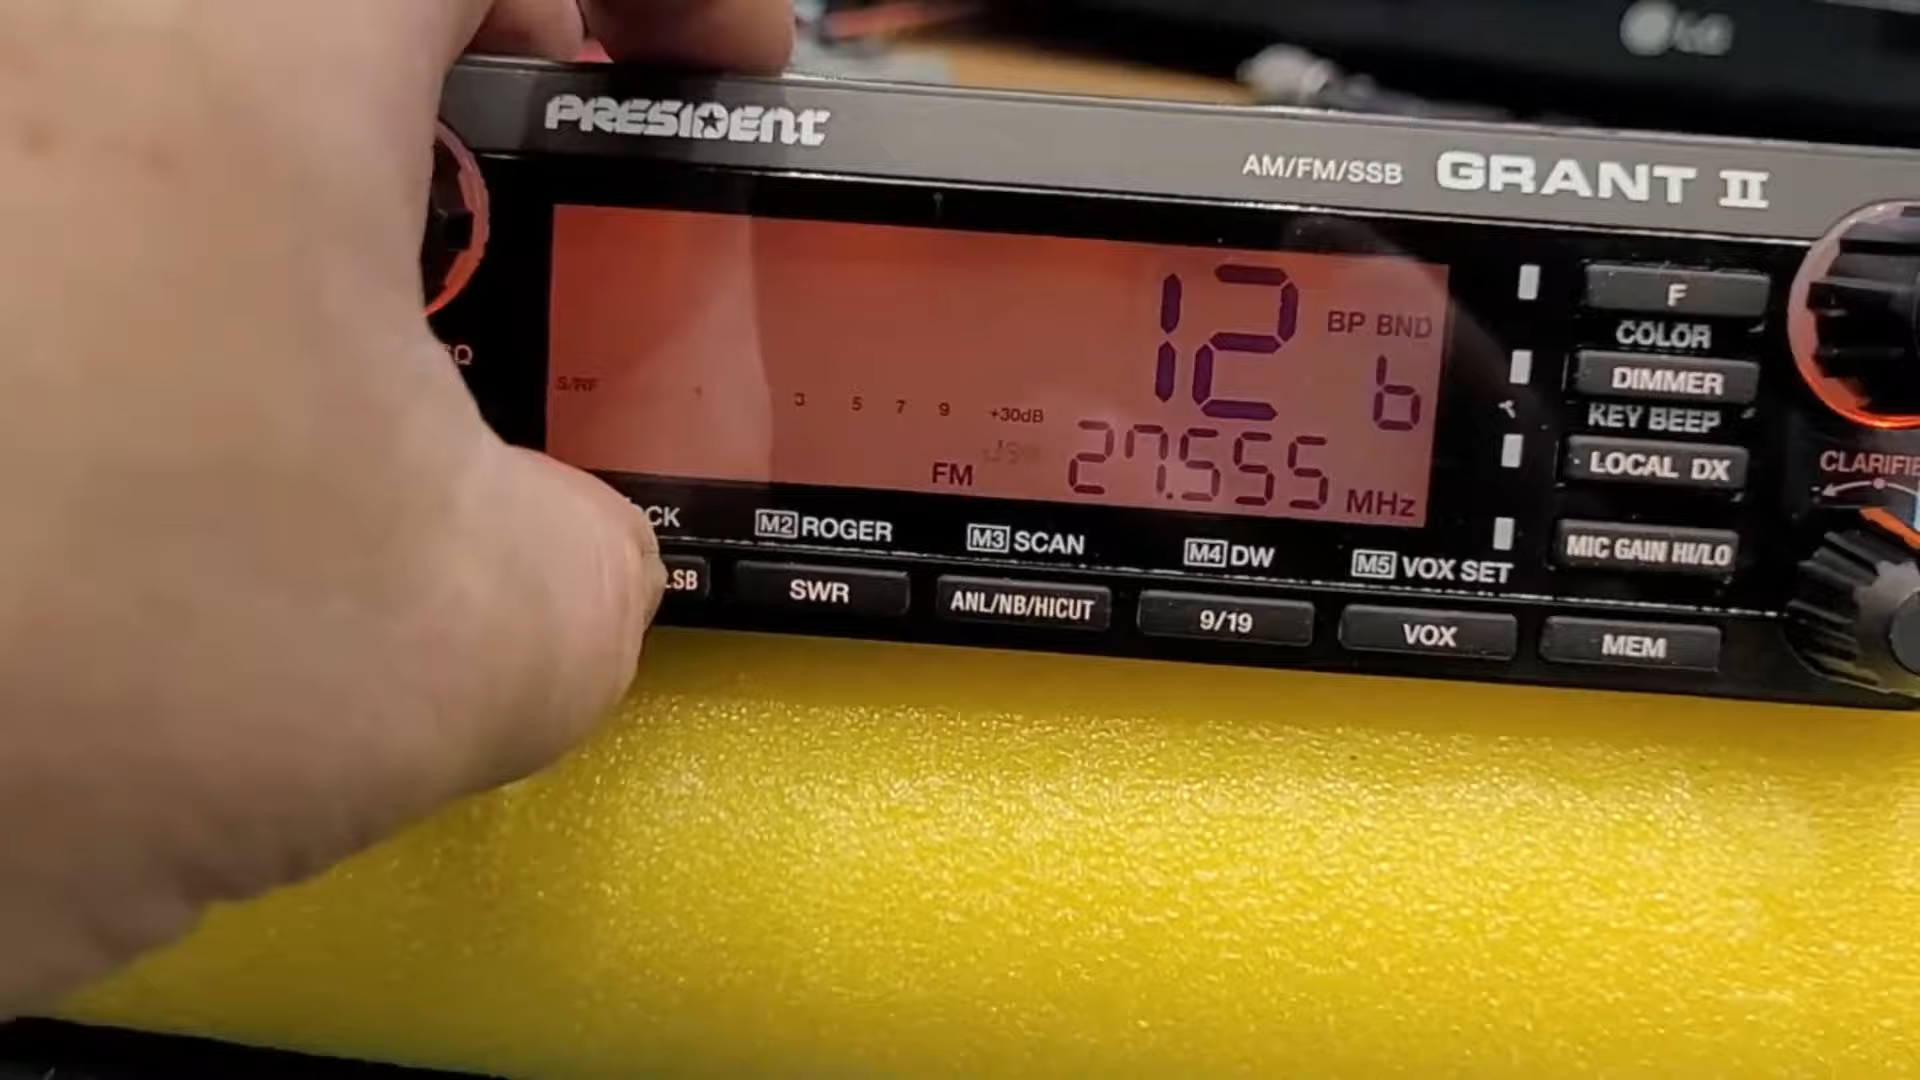 LG
PRESIDENT
AM/FM/SSB GRANT II
12
BP BND
b
S/RF 1 3 5 7 9 +30dB
FM 27.555 MHz
F
COLOR
DIMMER
KEY BEEP
LOCAL DX
MIC GAIN HI/LO
CLARIFIE
CK M2 ROGER M3 SCAN M4 DW M5 VOX SET
LSB SWR ANL/NB/HICUT 9/19 VOX MEM